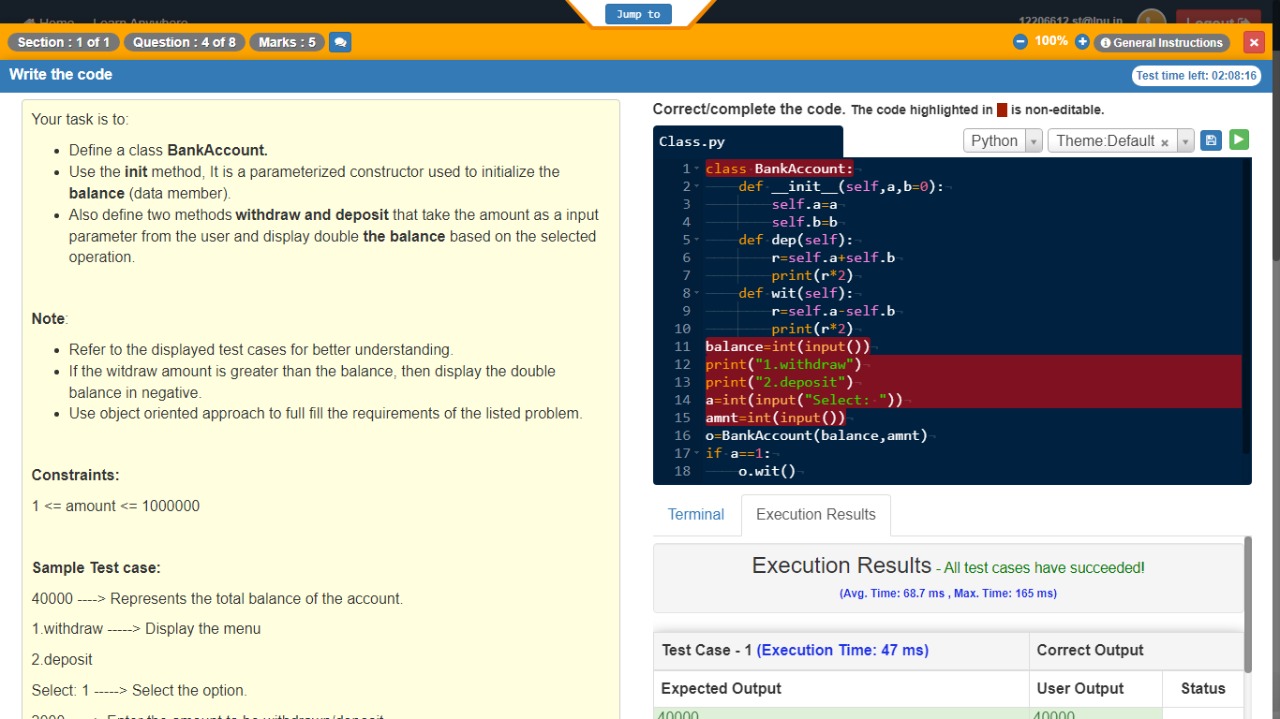 Home Learn Anywhere
Jump to
12206612.st@lpu.in
Logout
Section : 1 of 1 Question : 4 of 8 Marks : 5
100% General Instructions
Write the code
Test time left: 02:08:16
Your task is to:
Define a class BankAccount.
Use the init method, It is a parameterized constructor used to initialize the
balance (data member).
Also define two methods withdraw and deposit that take the amount as a input
parameter from the user and display double the balance based on the selected
operation.
Note:
Refer to the displayed test cases for better understanding.
If the witdraw amount is greater than the balance, then display the double
balance in negative.
Use object oriented approach to full fill the requirements of the listed problem.
Constraints:
1 <= amount <= 1000000
Sample Test case:
40000 ----> Represents the total balance of the account.
1.withdraw -----> Display the menu
2.deposit
Select: 1 -----> Select the option.
Correct/complete the code. The code highlighted in is non-editable.
Class.py
Python Theme:Default
1 class BankAccount:
2 def __init__(self,a,b=0):
3 self.a=a
4 self.b=b
5 def dep(self):
6 r=self.a+self.b
7 print(r*2)
8 def wit(self):
9 r=self.a-self.b
10 print(r*2)
11 balance=int(input())
12 print("1.withdraw")
13 print("2.deposit")
14 a=int(input("Select: "))
15 amnt=int(input())
16 o=BankAccount(balance,amnt)
17 if a==1:
18 o.wit()
Terminal Execution Results
Execution Results - All test cases have succeeded!
(Avg. Time: 68.7 ms , Max. Time: 165 ms)
Test Case - 1 (Execution Time: 47 ms) Correct Output
Expected Output User Output Status
40000 40000